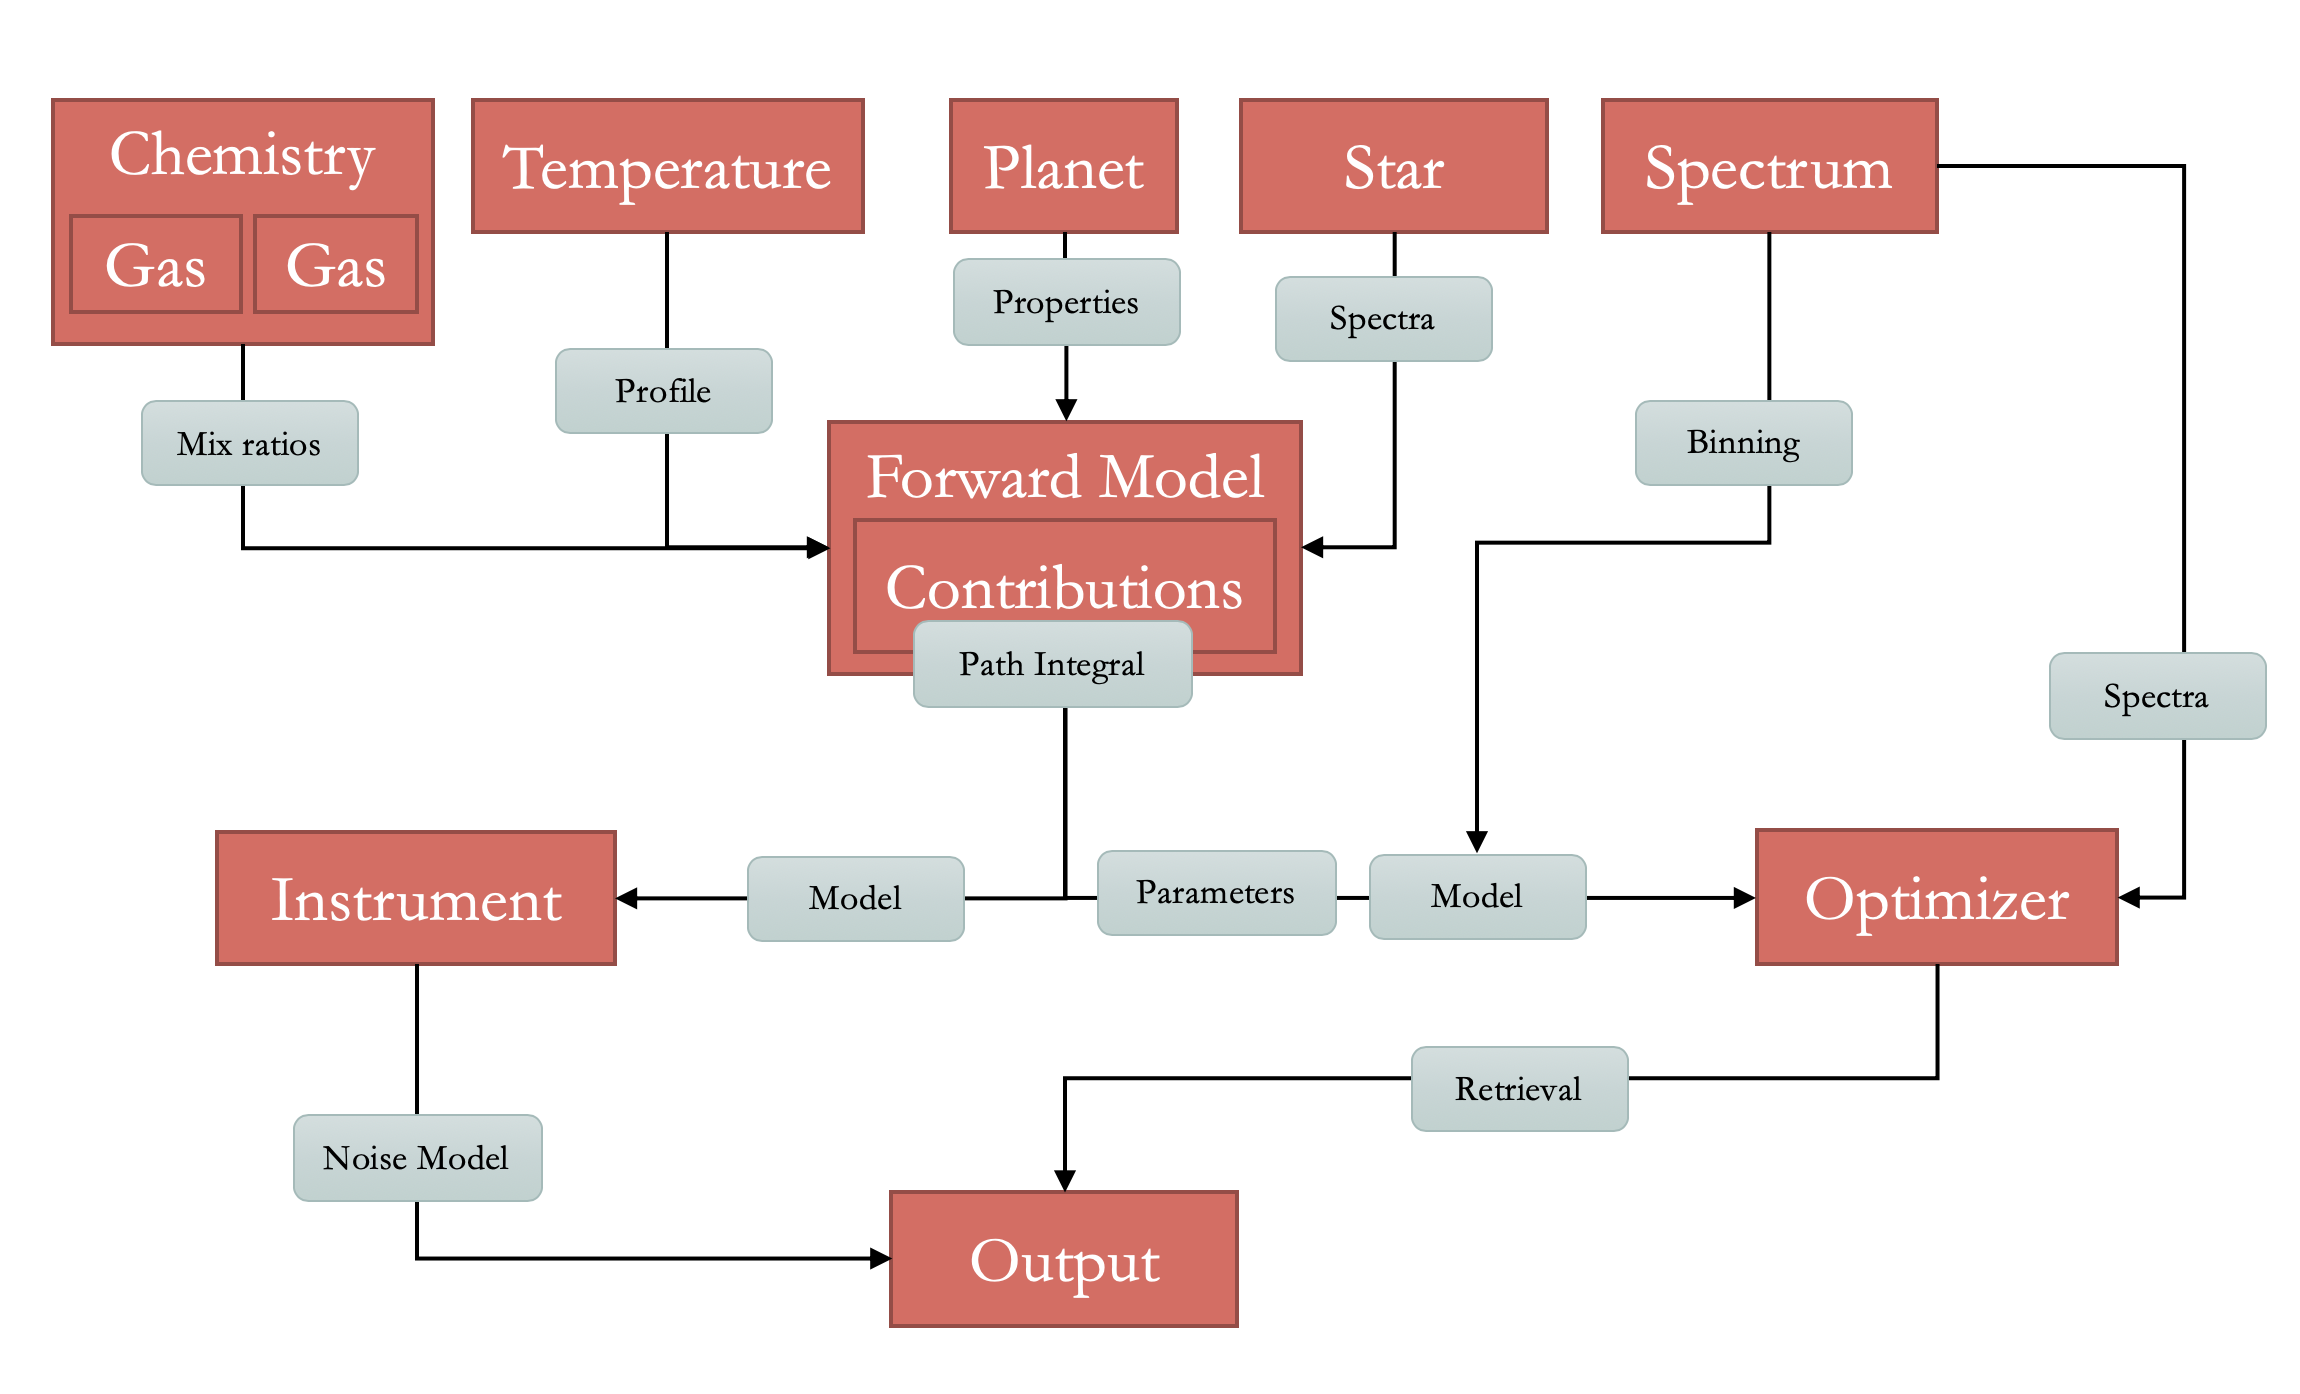 Chemistry
Gas
Gas
Temperature
Planet
Star
Spectrum
Properties
Spectra
Profile
Mix ratios
Binning
Forward Model
Contributions
Path Integral
Spectra
Instrument
Model
Parameters
Model
Optimizer
Retrieval
Noise Model
Output